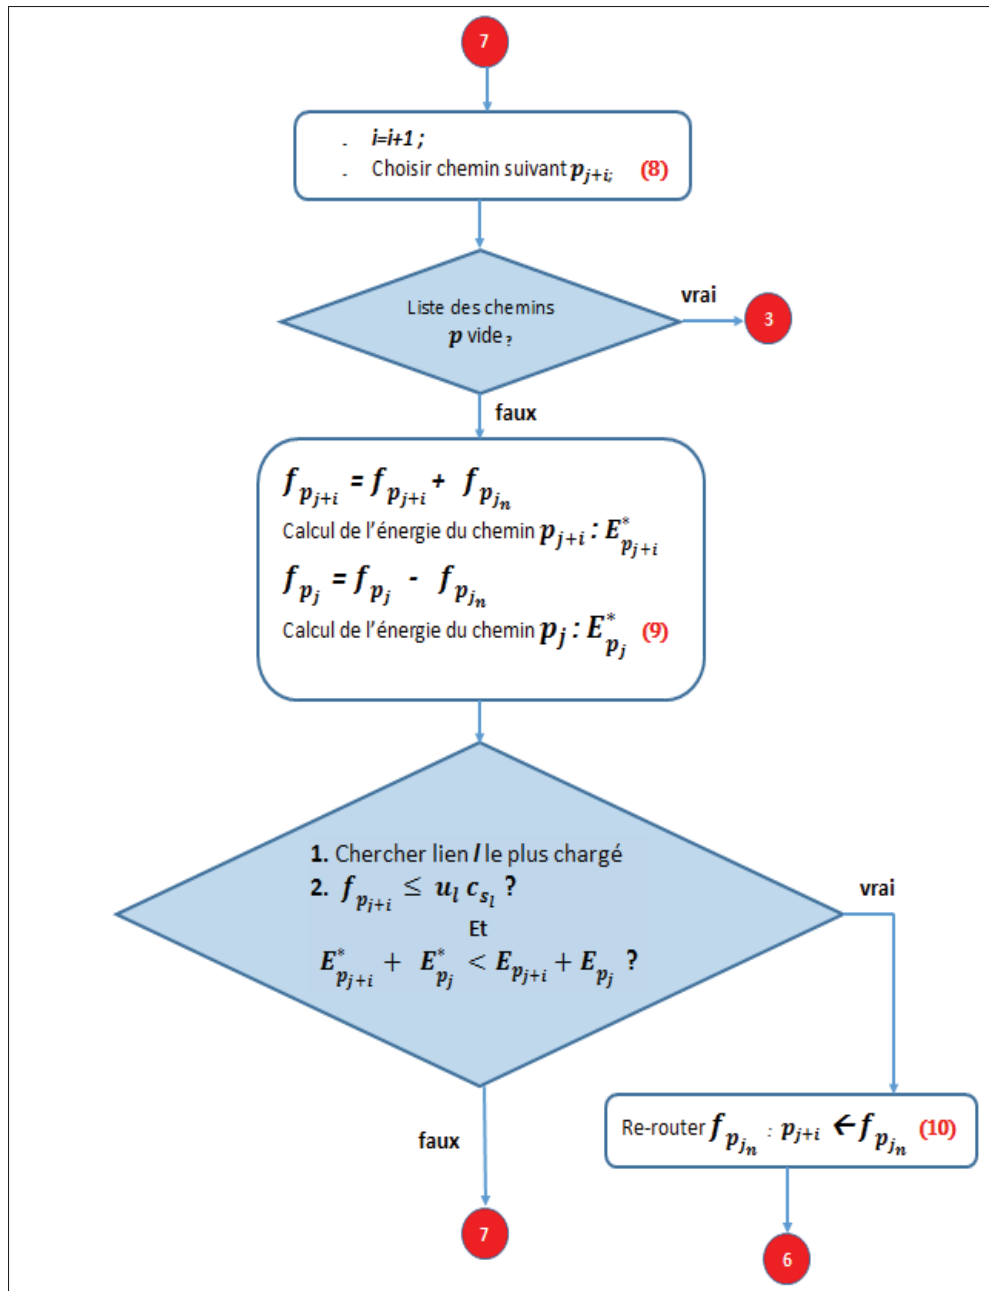 7
- i=i+1 ;
- Choisir chemin suivant p_{j+i}; (8)
Liste des chemins
p vide ?
vrai
3
faux
f_{p_{j+i}} = f_{p_{j+i}} + f_{p_{j_n}}
Calcul de l'énergie du chemin p_{j+i} : E^*_{p_{j+i}}
f_{p_j} = f_{p_j} - f_{p_{j_n}}
Calcul de l'énergie du chemin p_j : E^*_{p_j} (9)
1. Chercher lien l le plus chargé
2. f_{p_{j+i}} ≤ u_l c_{s_l} ?
Et
E^*_{p_{j+i}} + E^*_{p_j} < E_{p_{j+i}} + E_{p_j} ?
vrai
Re-router f_{p_{j_n}} : p_{j+i} ← f_{p_{j_n}} (10)
faux
7
6